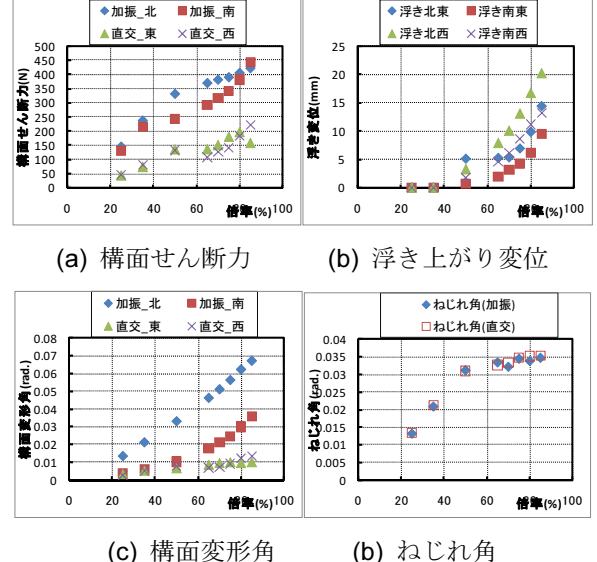 ◆加振_北 ■加振_南
▲直交_東 ×直交_西
構面せん断力(N)
500
450
400
350
300
250
200
150
100
50
0
0 20 40 60 80 100
倍率(%)
(a) 構面せん断力
◆浮き北東 ■浮き南東
▲浮き北西 ×浮き南西
浮き変位(mm)
25
20
15
10
5
0
0 20 40 60 80 100
倍率(%)
(b) 浮き上がり変位
◆加振_北 ■加振_南
▲直交_東 ×直交_西
構面変形角(rad.)
0.08
0.07
0.06
0.05
0.04
0.03
0.02
0.01
0
0 20 40 60 80 100
倍率(%)
(c) 構面変形角
◆ねじれ角(加振)
□ねじれ角(直交)
ねじれ角(rad.)
0.04
0.035
0.03
0.025
0.02
0.015
0.01
0.005
0
0 20 40 60 80 100
倍率(%)
(b) ねじれ角